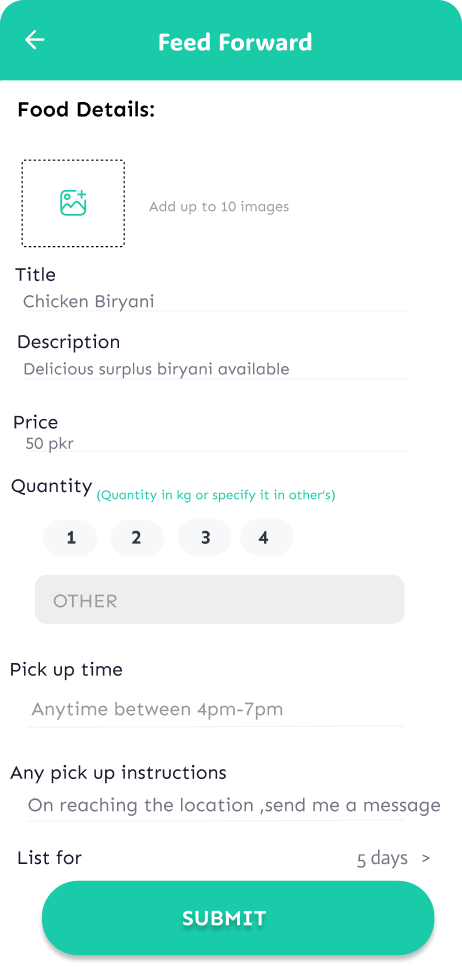 Feed Forward
Food Details:
Add up to 10 images
Title
Chicken Biryani
Description
Delicious surplus biryani available
Price
50 pkr
Quantity (Quantity in kg or specify it in other's)
1 2 3 4
OTHER
Pick up time
Anytime between 4pm-7pm
Any pick up instructions
On reaching the location ,send me a message
List for 5 days >
SUBMIT